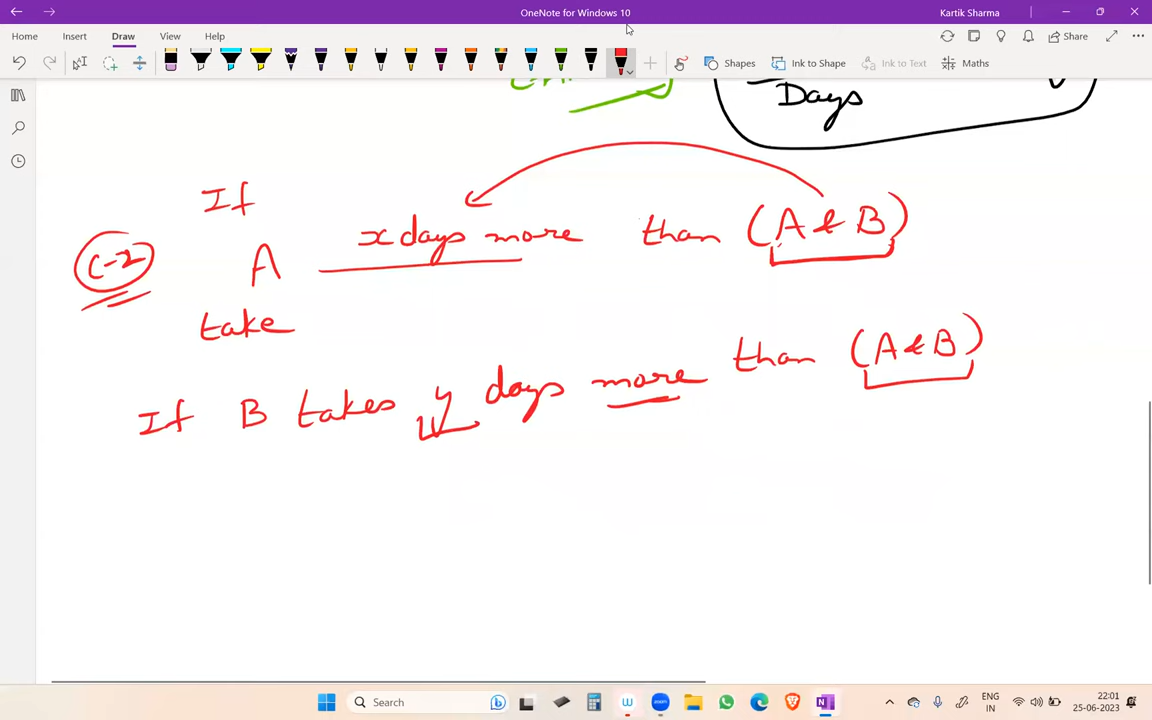 OneNote for Windows 10
Kartik Sharma
Home Insert Draw View Help
Share
Shapes Ink to Shape Ink to Text Maths
Days
If
x days more than (A & B)
C-2
A
take
than (A & B)
If B takes y days more
Search
ENG
IN
22:01
25-06-2023